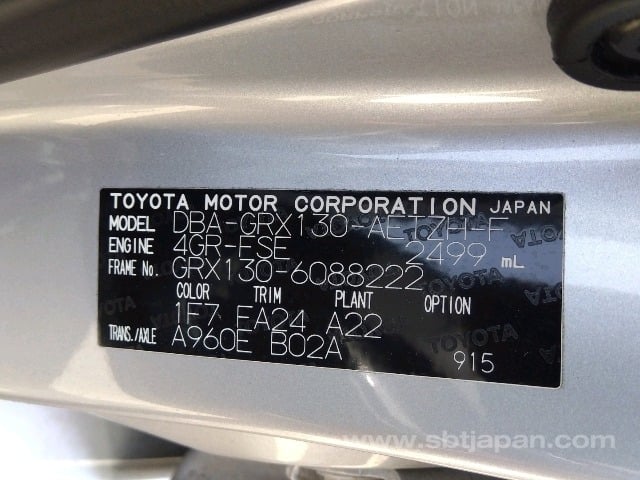 TOYOTA MOTOR CORPORATION JAPAN
MODEL DBA-GRX130-AETZH-F
ENGINE 4GR-FSE 2499 mL
FRAME No. GRX130-6088222
COLOR TRIM PLANT OPTION
1F7 FA24 A22
TRANS./AXLE A960E B02A 915
www.sbtjapan.com